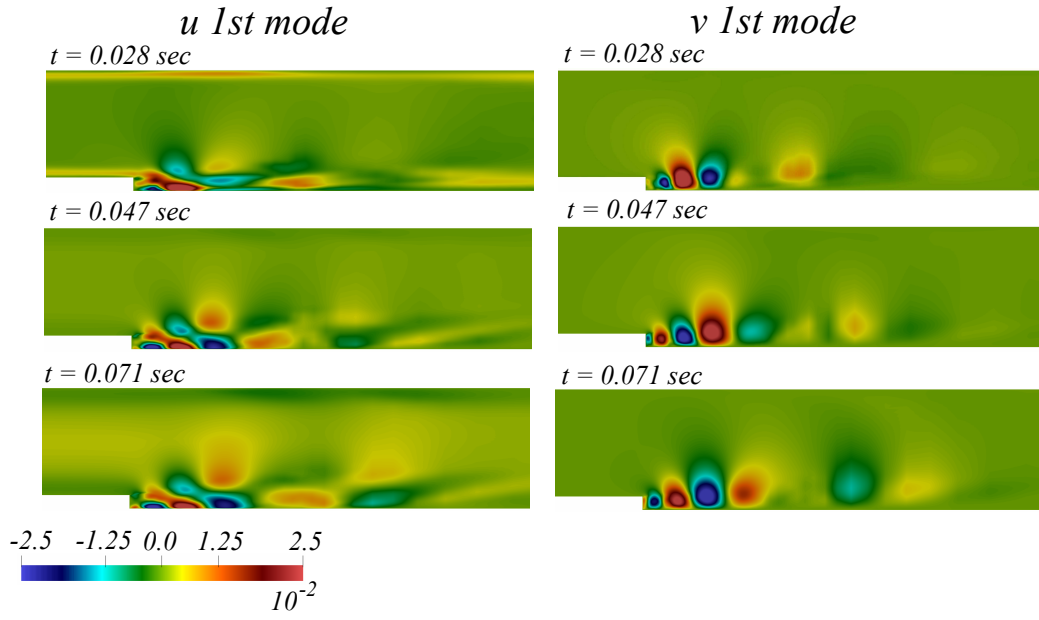 u 1st mode
v 1st mode
t = 0.028 sec
t = 0.028 sec
t = 0.047 sec
t = 0.047 sec
t = 0.071 sec
t = 0.071 sec
-2.5 -1.25 0.0 1.25 2.5
10-2